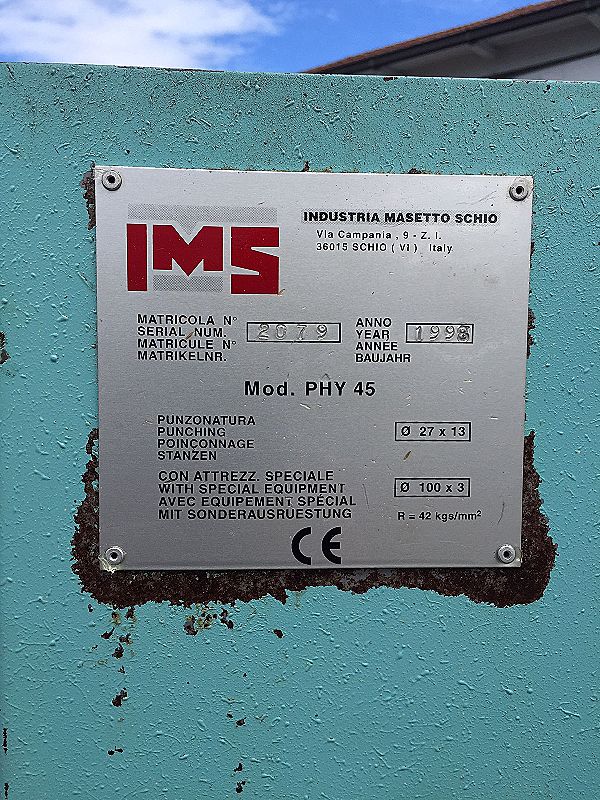 IMS
INDUSTRIA MASETTO SCHIO
Via Campania , 9 - Z. I.
36015 SCHIO ( VI ) Italy
MATRICOLA N°
SERIAL NUM.
MATRICULE N°
MATRIKELNR.
2079
ANNO
YEAR
ANNEE
BAUJAHR
Mod. PHY 45
PUNZONATURA
PUNCHING
POINCONNAGE
STANZEN
Ø 27 x 13
CON ATTREZZ. SPECIALE
WITH SPECIAL EQUIPMENT
AVEC EQUIPEMENT SPECIAL
MIT SONDERAUSRUESTUNG
Ø 100 x 3
R = 42 kgs/mm²
CE